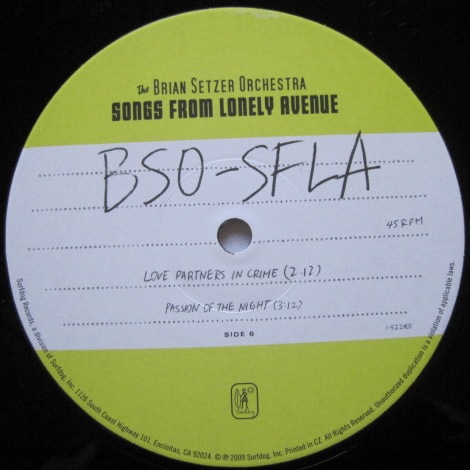 the BRIAN SETZER ORCHESTRA
SONGS FROM LONELY AVENUE
BSO-SFLA
45 RPM
LOVE PARTNERS IN CRIME (2:12)
PASSION OF THE NIGHT (3:12)
SIDE 6
Surfdog Records, a division of Surfdog, Inc. 1126 South Coast Highway 101, Encinitas, CA 92024. © ℗ 2009 Surfdog, Inc. Printed in CZ. All Rights Reserved. Unauthorized duplication is a violation of applicable laws.